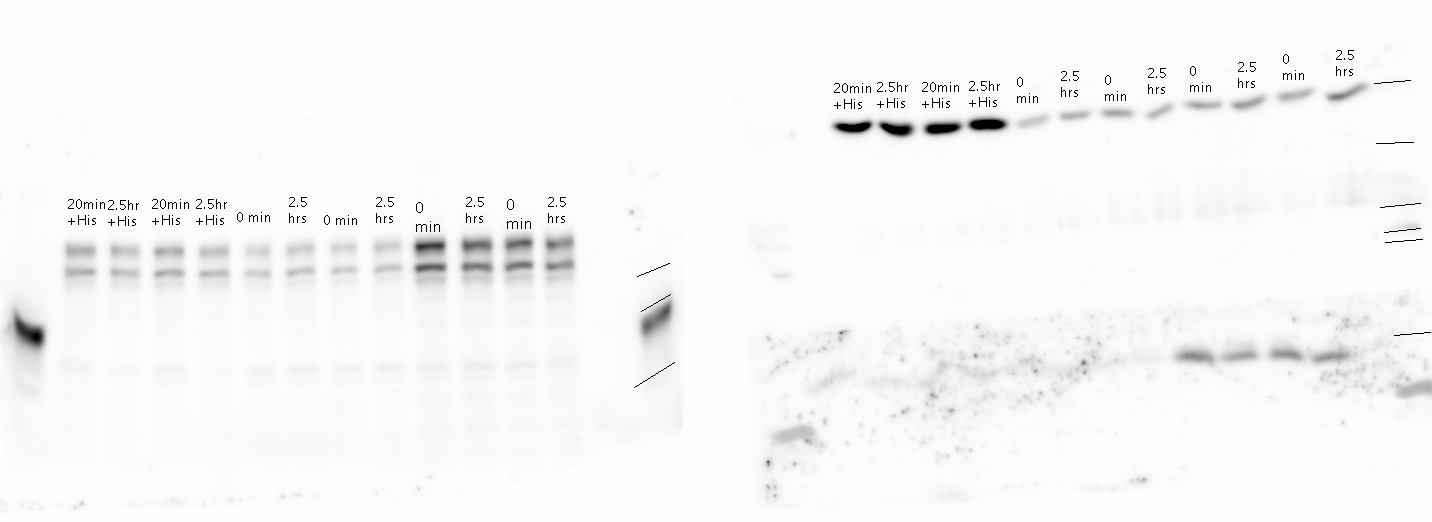 20min 2.5hr 20min 2.5hr 0 min 2.5 0 min 2.5 0 2.5 0 2.5
+His +His +His +His hrs hrs min hrs min hrs
20min 2.5hr 20min 2.5hr 0 2.5 0 2.5 0 2.5 0 2.5
+His +His +His +His min hrs min hrs min hrs min hrs